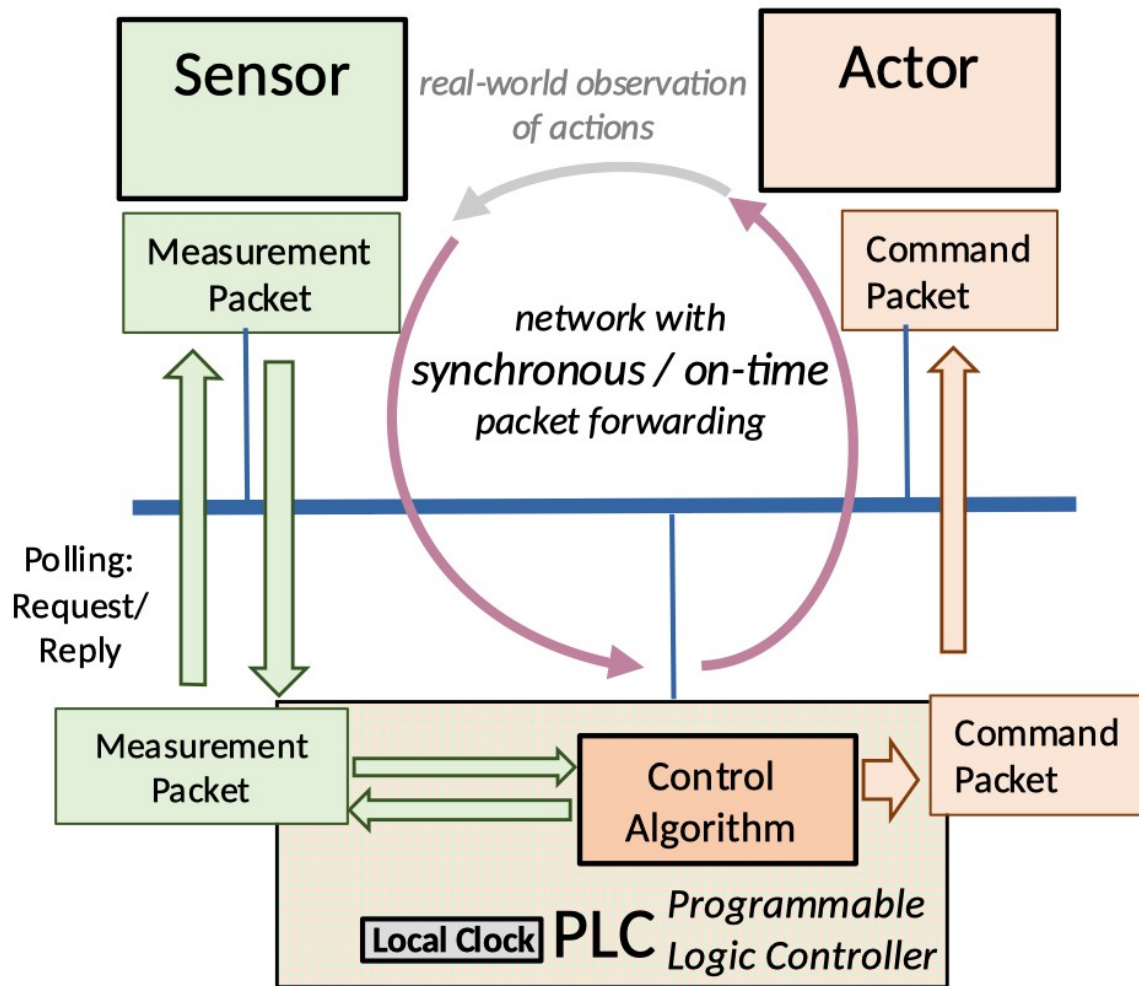 Sensor
real-world observation
of actions
Actor
Measurement
Packet
Command
Packet
network with
synchronous / on-time
packet forwarding
Polling:
Request/
Reply
Measurement
Packet
Control
Algorithm
Command
Packet
Local Clock
PLC
Programmable
Logic Controller